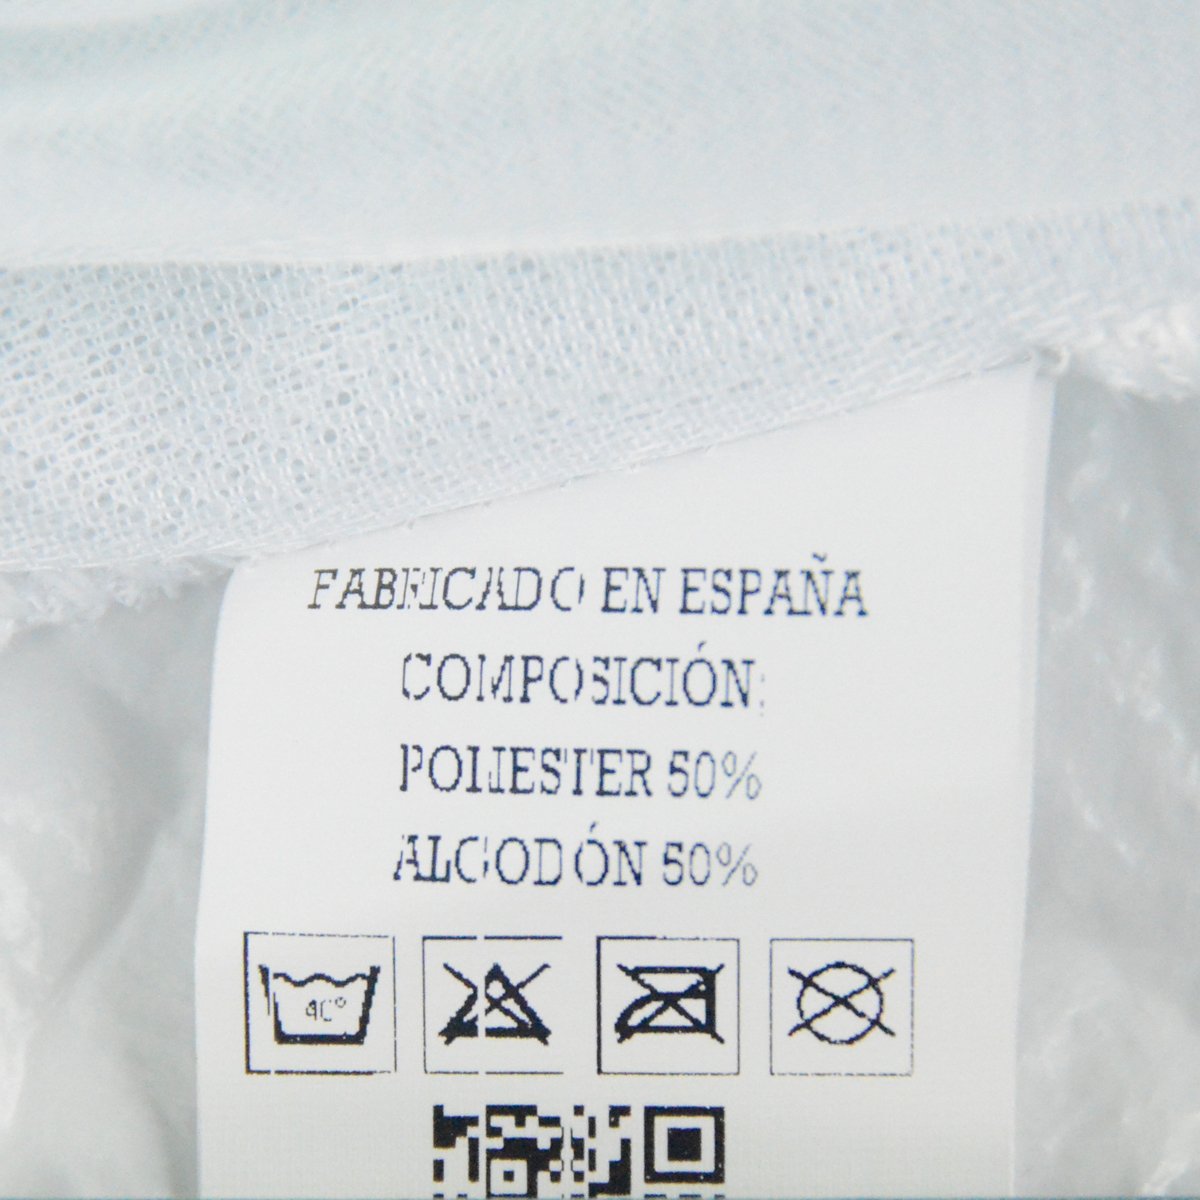 FABRICADO EN ESPAÑA
COMPOSICIÓN:
POLIESTER 50%
ALGODÓN 50%
40°